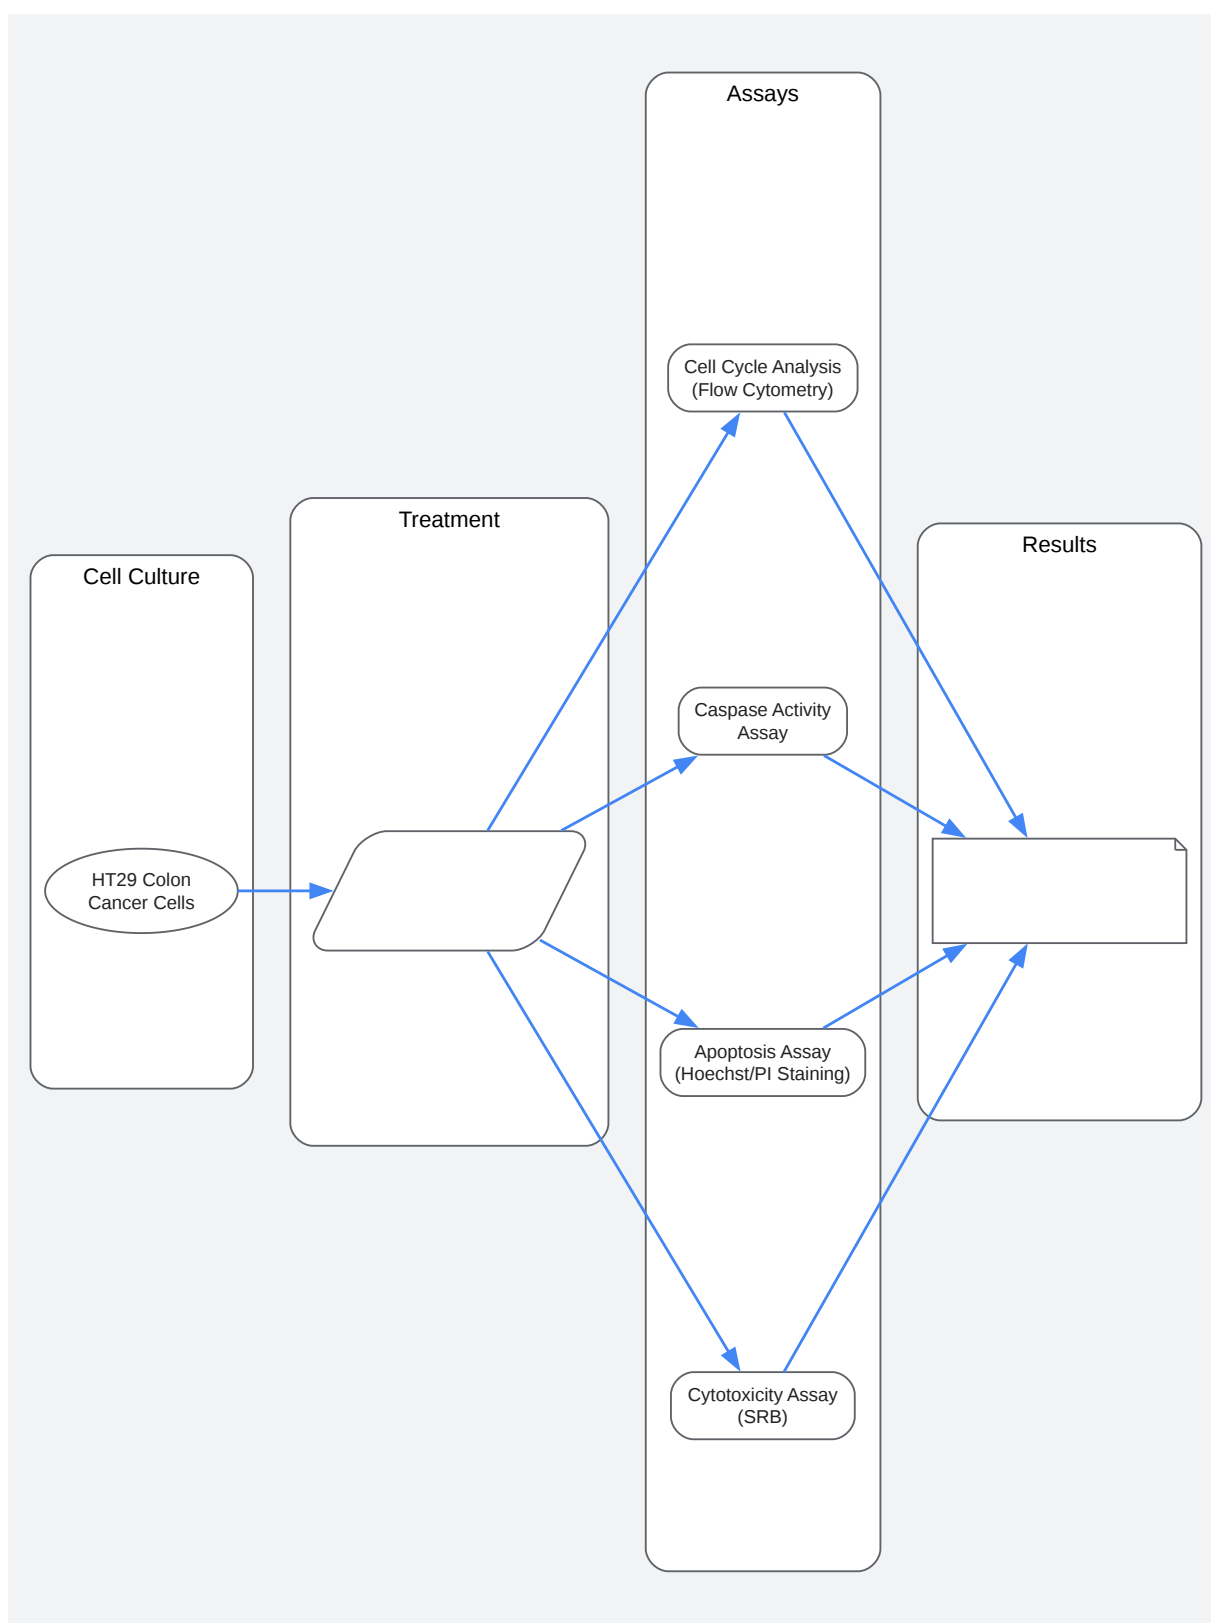 Cell Culture
HT29 Colon
Cancer Cells
Treatment
Assays
Cell Cycle Analysis
(Flow Cytometry)
Caspase Activity
Assay
Apoptosis Assay
(Hoechst/PI Staining)
Cytotoxicity Assay
(SRB)
Results